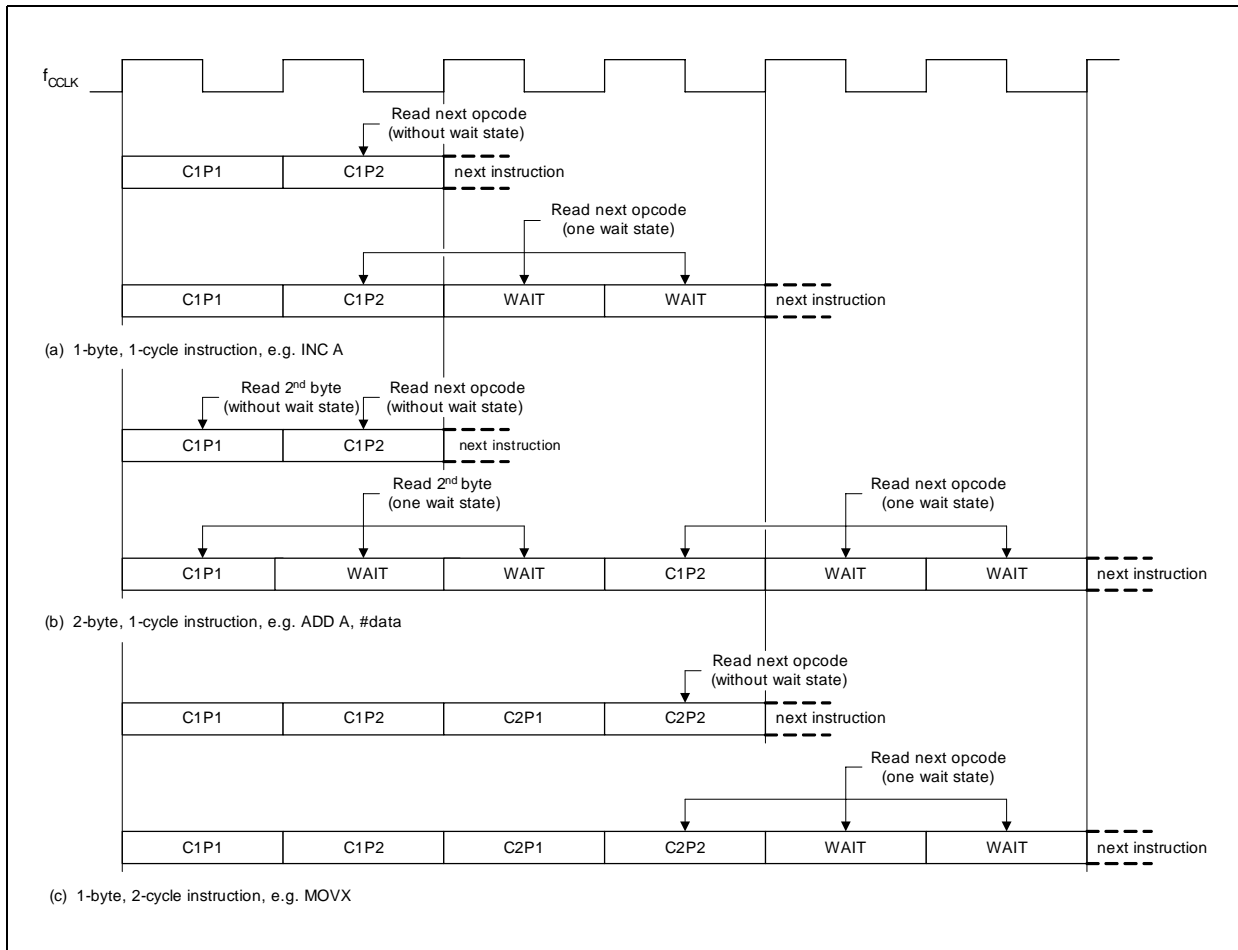 fCCLK
Read next opcode
(without wait state)
C1P1 C1P2 next instruction
Read next opcode
(one wait state)
C1P1 C1P2 WAIT WAIT next instruction
(a) 1-byte, 1-cycle instruction, e.g. INC A
Read 2nd byte Read next opcode
(without wait state) (without wait state)
C1P1 C1P2 next instruction
Read 2nd byte Read next opcode
(one wait state) (one wait state)
C1P1 WAIT WAIT C1P2 WAIT WAIT next instruction
(b) 2-byte, 1-cycle instruction, e.g. ADD A, #data
Read next opcode
(without wait state)
C1P1 C1P2 C2P1 C2P2 next instruction
Read next opcode
(one wait state)
C1P1 C1P2 C2P1 C2P2 WAIT WAIT next instruction
(c) 1-byte, 2-cycle instruction, e.g. MOVX